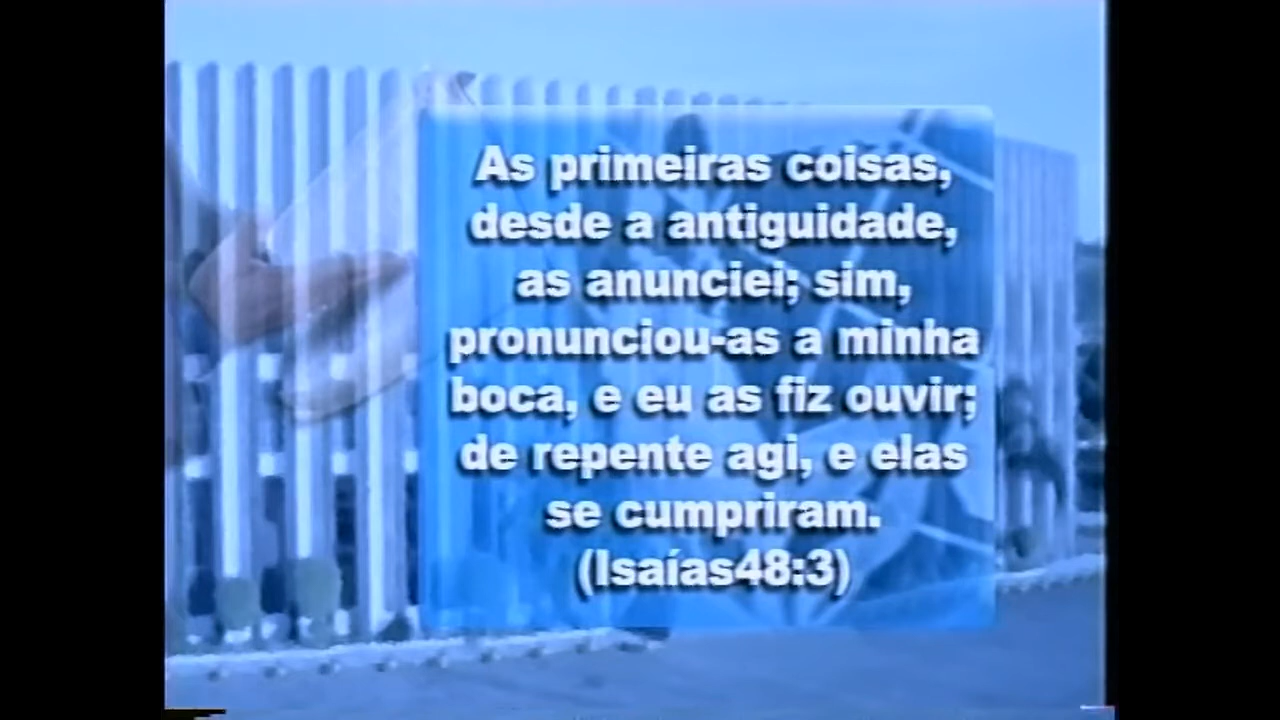 As primeiras coisas,
desde a antiguidade,
as anunciei; sim,
pronunciou-as a minha
boca, e eu as fiz ouvir;
de repente agi, e elas
se cumpriram.
(Isaías48:3)